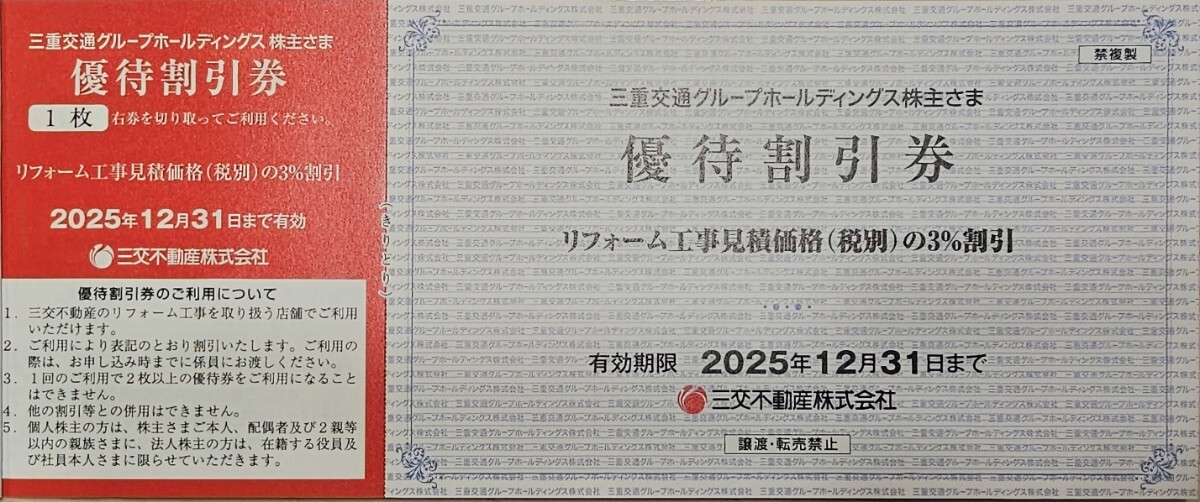 三重交通グループホールディングス 株主さま
優待割引券
1 枚 右券を切り取ってご利用ください。
リフォーム工事見積価格(税別)の3%割引
2025年12月31日まで有効
三交不動産株式会社
優待割引券のご利用について
1. 三交不動産のリフォーム工事を取り扱う店舗でご利用
いただけます。
2. ご利用により表記のとおり割引いたします。ご利用の
際は、お申し込み時までに係員にお渡しください。
3. 1回のご利用で2枚以上の優待券をご利用になること
はできません。
4. 他の割引等との併用はできません。
5. 個人株主の方は、株主さまご本人、配偶者及び2親等
以内の親族さまに、法人株主の方は、在籍する役員及
び社員本人さまに限らせていただきます。
(きりとり)
禁複製
三重交通グループホールディングス株主さま
優待割引券
リフォーム工事見積価格(税別)の3%割引
有効期限 2025年12月31日まで
三交不動産株式会社
譲渡・転売禁止